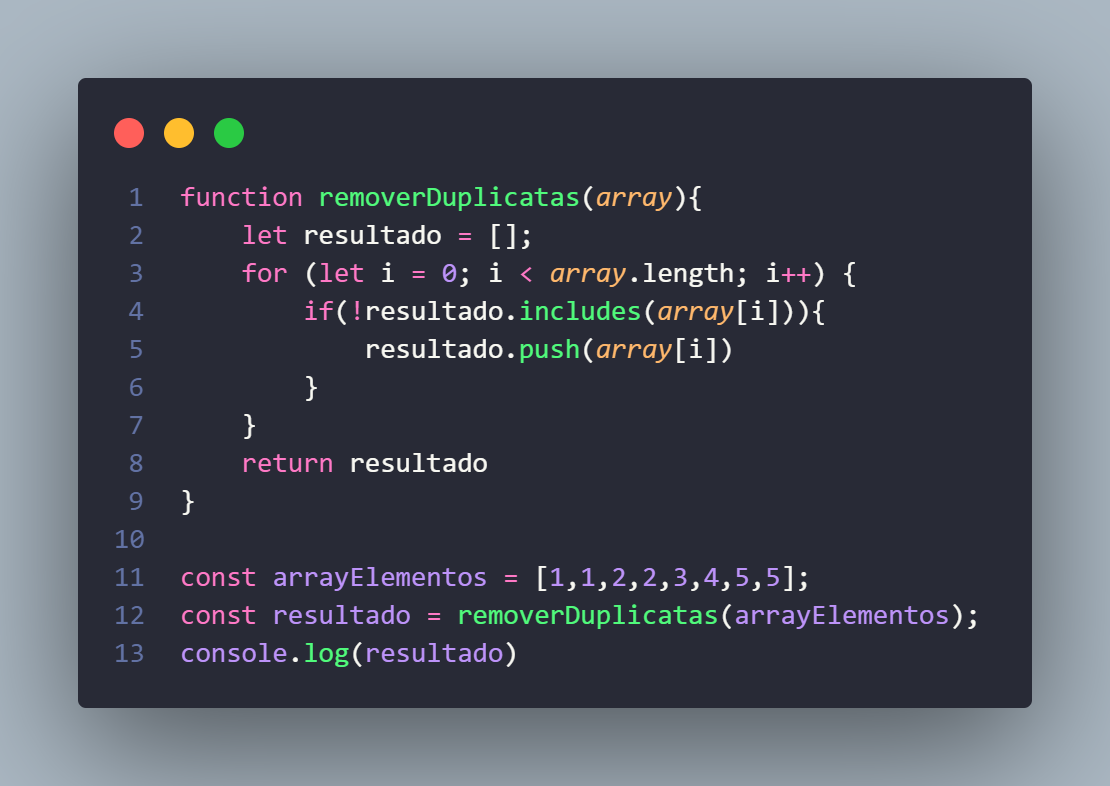 1 function removerDuplicatas(array){
2     let resultado = [];
3     for (let i = 0; i < array.length; i++) {
4         if(!resultado.includes(array[i])){
5             resultado.push(array[i])
6         }
7     }
8     return resultado
9 }
10
11 const arrayElementos = [1,1,2,2,3,4,5,5];
12 const resultado = removerDuplicatas(arrayElementos);
13 console.log(resultado)